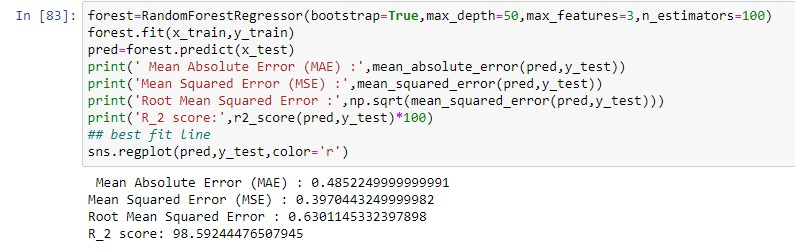 In [83]: forest=RandomForestRegressor(bootstrap=True,max_depth=50,max_features=3,n_estimators=100)
forest.fit(x_train,y_train)
pred=forest.predict(x_test)
print(' Mean Absolute Error (MAE) :',mean_absolute_error(pred,y_test))
print('Mean Squared Error (MSE) :',mean_squared_error(pred,y_test))
print('Root Mean Squared Error :',np.sqrt(mean_squared_error(pred,y_test)))
print('R_2 score:',r2_score(pred,y_test)*100)
## best fit line
sns.regplot(pred,y_test,color='r')
Mean Absolute Error (MAE) : 0.4852249999999991
Mean Squared Error (MSE) : 0.3970443249999982
Root Mean Squared Error : 0.6301145332397898
R_2 score: 98.59244476507945